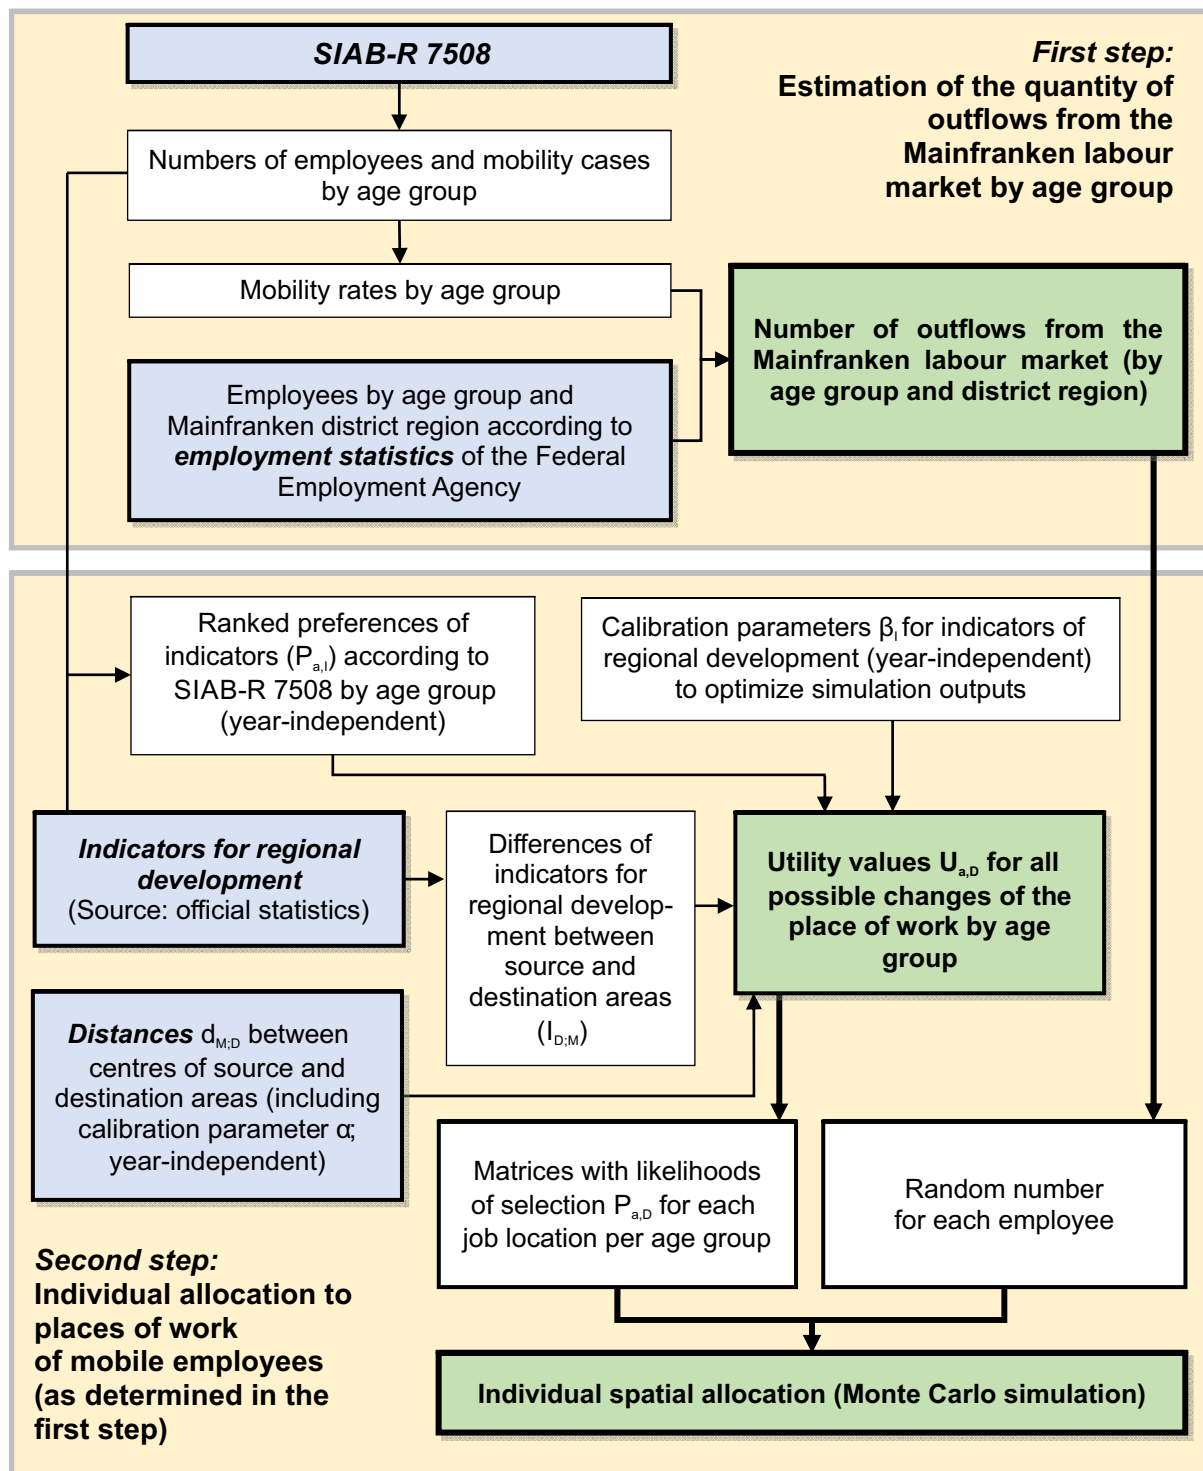 SIAB-R 7508
First step:
Estimation of the quantity of
outflows from the
Mainfranken labour
market by age group
Numbers of employees and mobility cases
by age group
Mobility rates by age group
Number of outflows from the
Mainfranken labour market (by
age group and district region)
Employees by age group and
Mainfranken district region according to
employment statistics of the Federal
Employment Agency
Ranked preferences of
indicators (Pa,I) according to
SIAB-R 7508 by age group
(year-independent)
Calibration parameters βI for indicators of
regional development (year-independent)
to optimize simulation outputs
Indicators for regional
development
(Source: official statistics)
Differences of
indicators for
regional develop-
ment between
source and
destination areas
(ID;M)
Utility values Ua,D for all
possible changes of the
place of work by age
group
Distances dM;D between
centres of source and
destination areas (including
calibration parameter α;
year-independent)
Matrices with likelihoods
of selection Pa,D for each
job location per age group
Random number
for each employee
Second step:
Individual allocation to
places of work
of mobile employees
(as determined in the
first step)
Individual spatial allocation (Monte Carlo simulation)